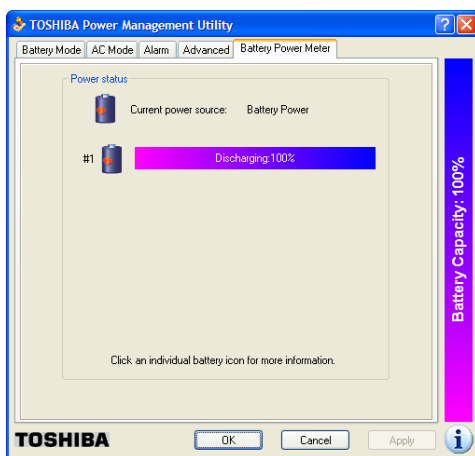 TOSHIBA Power Management Utility
Battery Mode AC Mode Alarm Advanced Battery Power Meter
Power status
Current power source: Battery Power
#1 Discharging:100%
Battery Capacity: 100%
Click an individual battery icon for more information.
TOSHIBA OK Cancel Apply